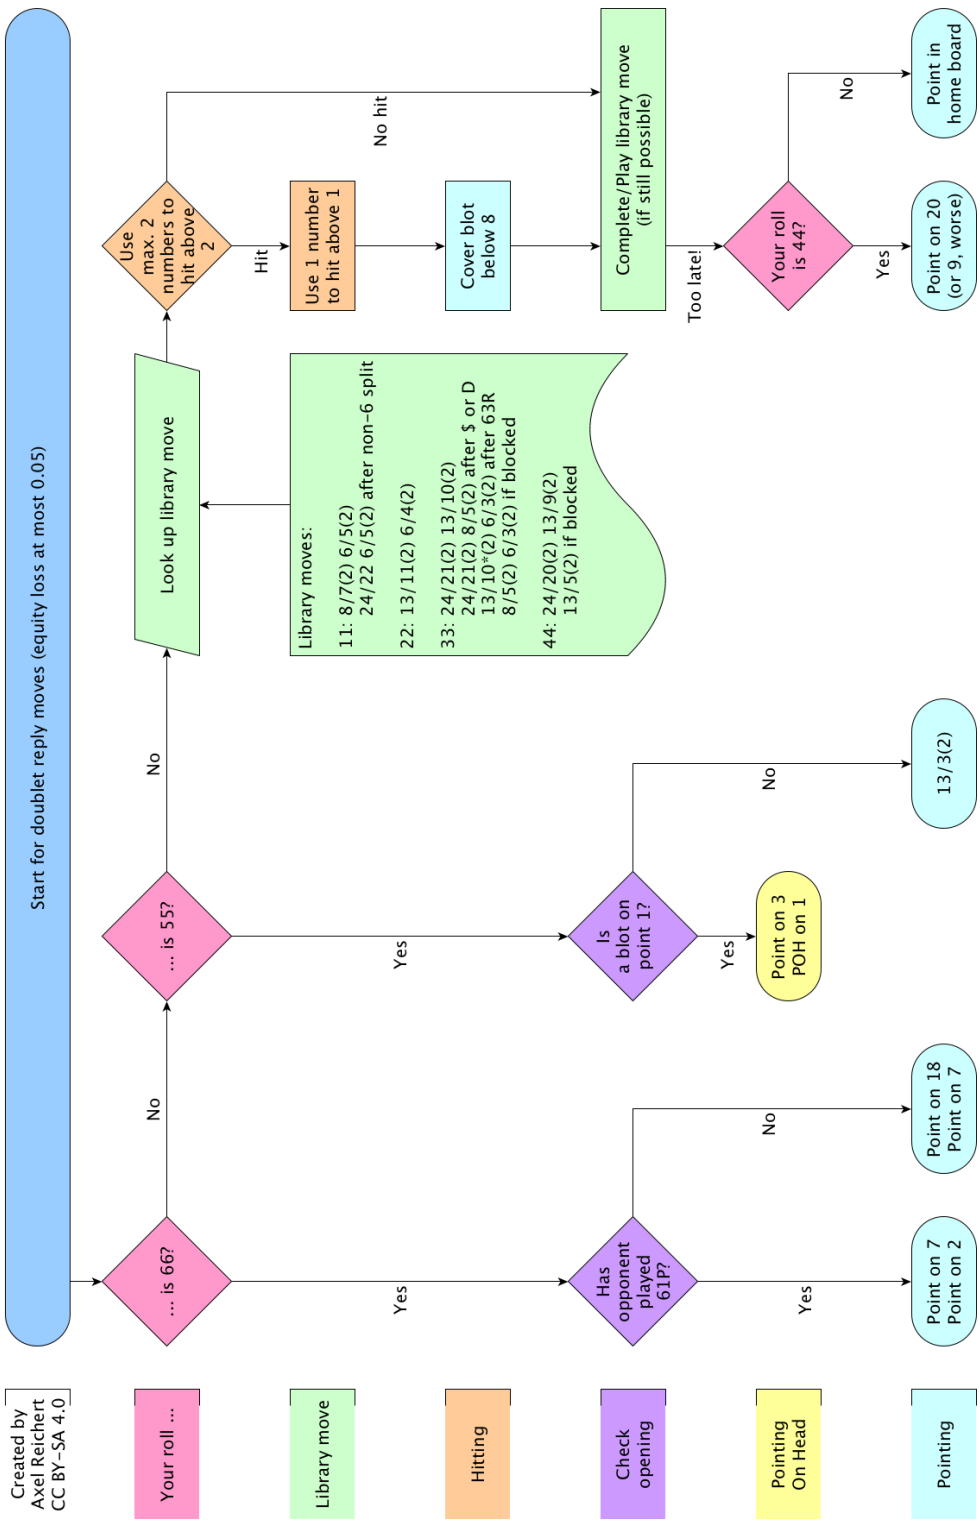 Created by
Axel Reichert
CC BY-SA 4.0
Start for doublet reply moves (equity loss at most 0.05)
Your roll ...
... is 66?
No
... is 55?
No
Look up library move
Use
max. 2
numbers to
hit above
2
Library move
Library moves:
11: 8/7(2) 6/5(2)
24/22 6/5(2) after non-6 split
22: 13/11(2) 6/4(2)
33: 24/21(2) 13/10(2)
24/21(2) 8/5(2) after $ or D
13/10*(2) 6/3(2) after 63R
8/5(2) 6/3(2) if blocked
44: 24/20(2) 13/9(2)
13/5(2) if blocked
Hit
Use 1 number
to hit above 1
No hit
Hitting
Yes
Yes
Cover blot
below 8
Check
opening
Has
opponent
played
61P?
Is
a blot on
point 1?
Complete/Play library move
(if still possible)
Pointing
On Head
Yes
No
Yes
Point on 3
POH on 1
No
Too late!
Your roll
is 44?
Yes
No
Pointing
Point on 7
Point on 2
Point on 18
Point on 7
13/3(2)
Point on 20
(or 9, worse)
Point in
home board